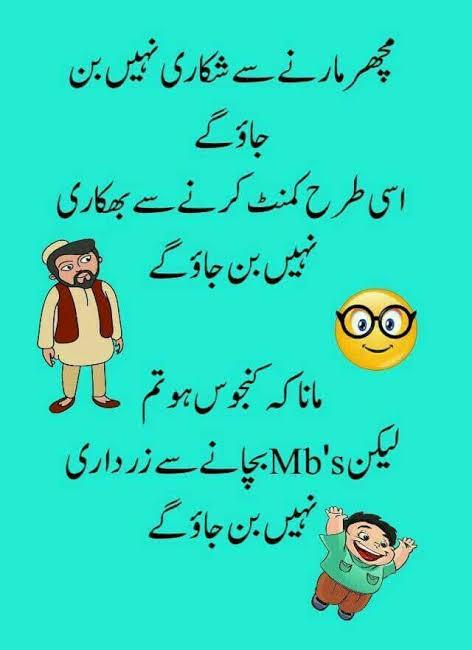 مچھر مارنے سے شکاری نہیں بن
جاؤ گے
اسی طرح کمنٹ کرنے سے بھکاری
نہیں بن جاؤ گے
مانا کہ کنجوس ہو تم
لیکن Mb's بچانے سے زرداری
نہیں بن جاؤ گے